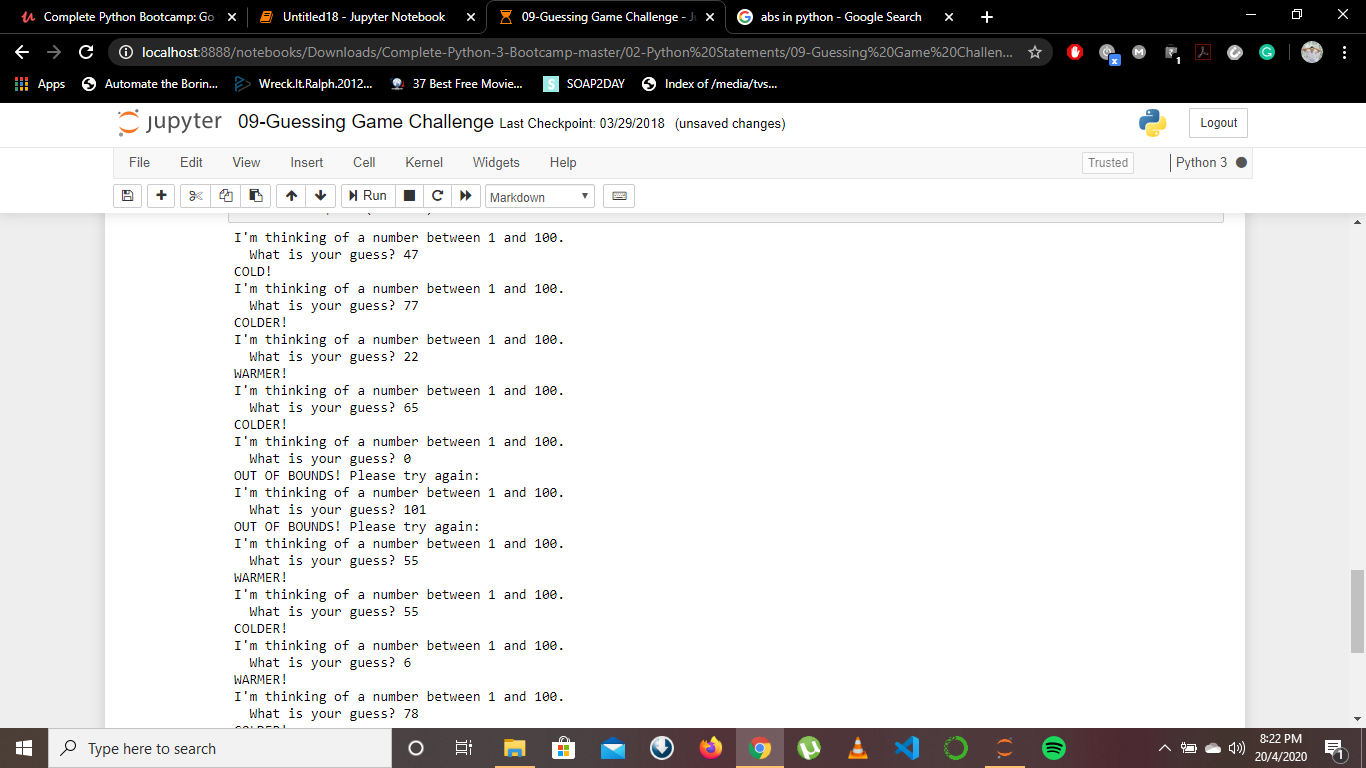 Complete Python Bootcamp: Go
Untitled18 - Jupyter Notebook
09-Guessing Game Challenge - J
abs in python - Google Search
localhost:8888/notebooks/Downloads/Complete-Python-3-Bootcamp-master/02-Python%20Statements/09-Guessing%20Game%20Challen...
Apps
Automate the Borin...
Wreck.It.Ralph.2012...
37 Best Free Movie...
S SOAP2DAY
Index of /media/tvs...
jupyter 09-Guessing Game Challenge Last Checkpoint: 03/29/2018 (unsaved changes)
Logout
File Edit View Insert Cell Kernel Widgets Help
Trusted
Python 3
Run
Markdown
I'm thinking of a number between 1 and 100.
What is your guess? 47
COLD!
I'm thinking of a number between 1 and 100.
What is your guess? 77
COLDER!
I'm thinking of a number between 1 and 100.
What is your guess? 22
WARMER!
I'm thinking of a number between 1 and 100.
What is your guess? 65
COLDER!
I'm thinking of a number between 1 and 100.
What is your guess? 0
OUT OF BOUNDS! Please try again:
I'm thinking of a number between 1 and 100.
What is your guess? 101
OUT OF BOUNDS! Please try again:
I'm thinking of a number between 1 and 100.
What is your guess? 55
WARMER!
I'm thinking of a number between 1 and 100.
What is your guess? 55
COLDER!
I'm thinking of a number between 1 and 100.
What is your guess? 6
WARMER!
I'm thinking of a number between 1 and 100.
What is your guess? 78
Type here to search
8:22 PM
20/4/2020
1